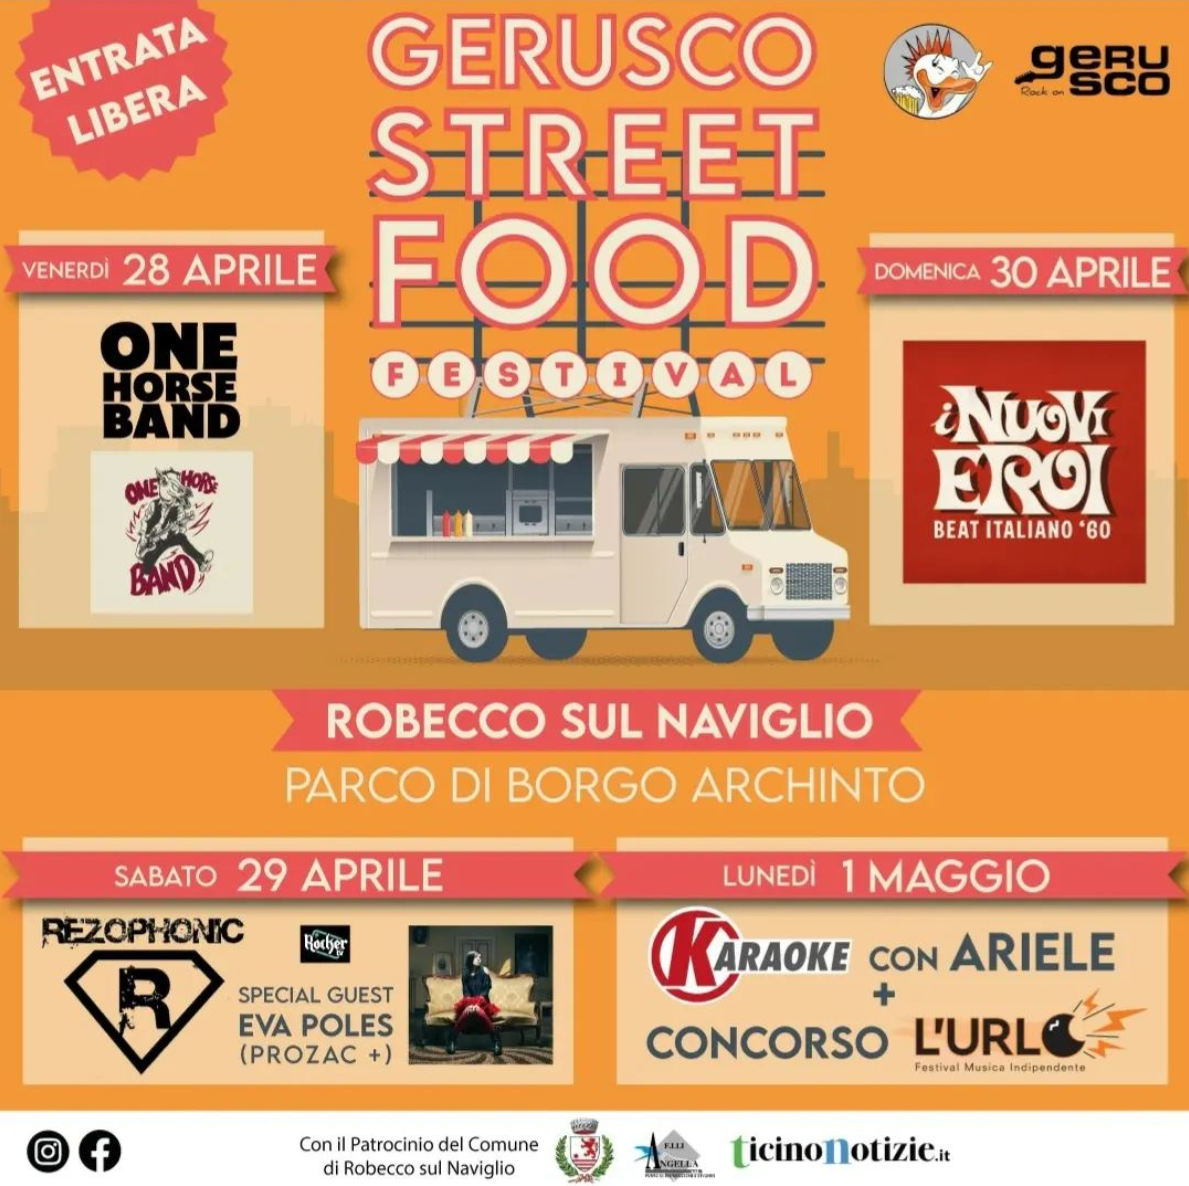 ENTRATA
LIBERA
GERUSCO
STREET
FOOD
FESTIVAL
GERU
SCO
Rock on
VENERDÌ 28 APRILE
ONE
HORSE
BAND
ONE HORSE
BAND
DOMENICA 30 APRILE
i NUOVI
EROI
BEAT ITALIANO '60
ROBECCO SUL NAVIGLIO
PARCO DI BORGO ARCHINTO
SABATO 29 APRILE
REZOPHONIC
R
Rocker
tv
SPECIAL GUEST
EVA POLES
(PROZAC +)
LUNEDÌ 1 MAGGIO
KARAOKE CON ARIELE
+
CONCORSO L'URLO
Festival Musica Indipendente
Con il Patrocinio del Comune
di Robecco sul Naviglio
F.LLI
ANGELLA
ticinonotizie.it